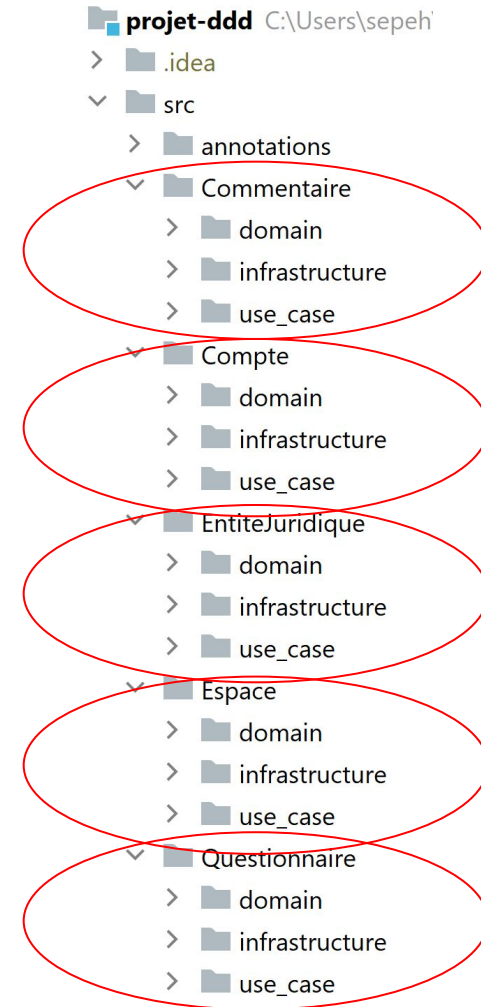 projet-ddd C:\Users\sepeh\
.idea
src
annotations
Commentaire
domain
infrastructure
use_case
Compte
domain
infrastructure
use_case
EntiteJuridique
domain
infrastructure
use_case
Espace
domain
infrastructure
use_case
Questionnaire
domain
infrastructure
use_case